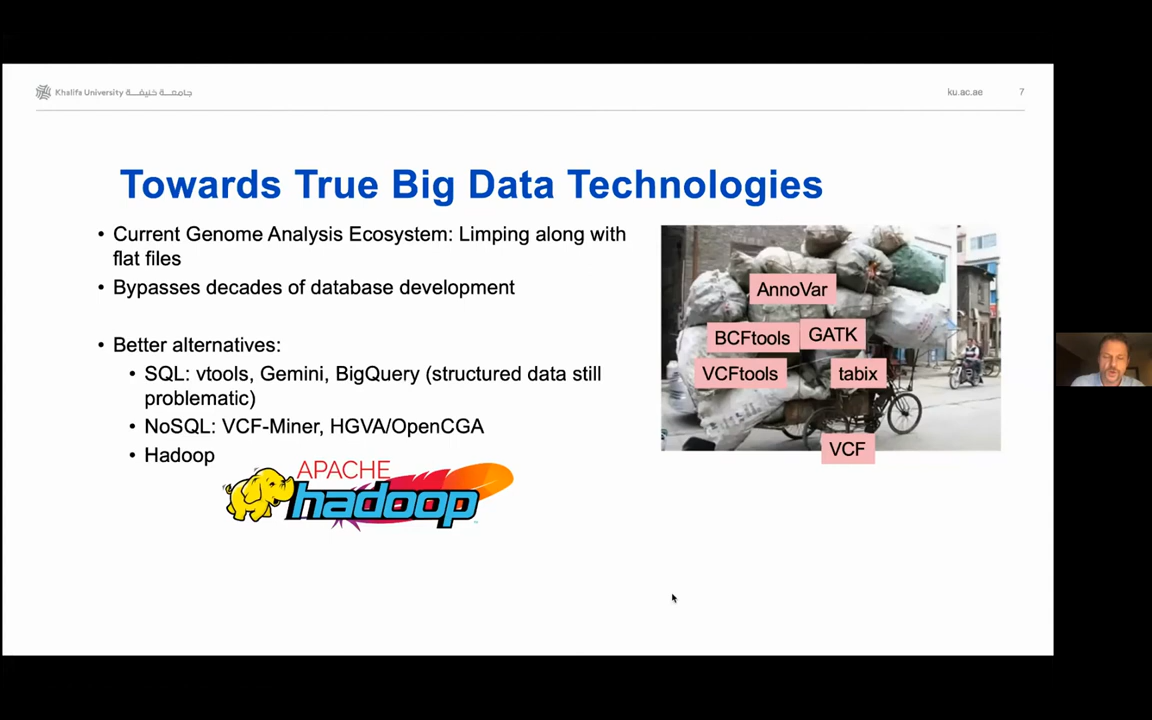 Khalifa University جامعة خليفة
ku.ac.ae 7
Towards True Big Data Technologies
• Current Genome Analysis Ecosystem: Limping along with
flat files
• Bypasses decades of database development
• Better alternatives:
• SQL: vtools, Gemini, BigQuery (structured data still
problematic)
• NoSQL: VCF-Miner, HGVA/OpenCGA
• Hadoop
APACHE
hadoop
AnnoVar
BCFtools GATK
VCFtools tabix
VCF